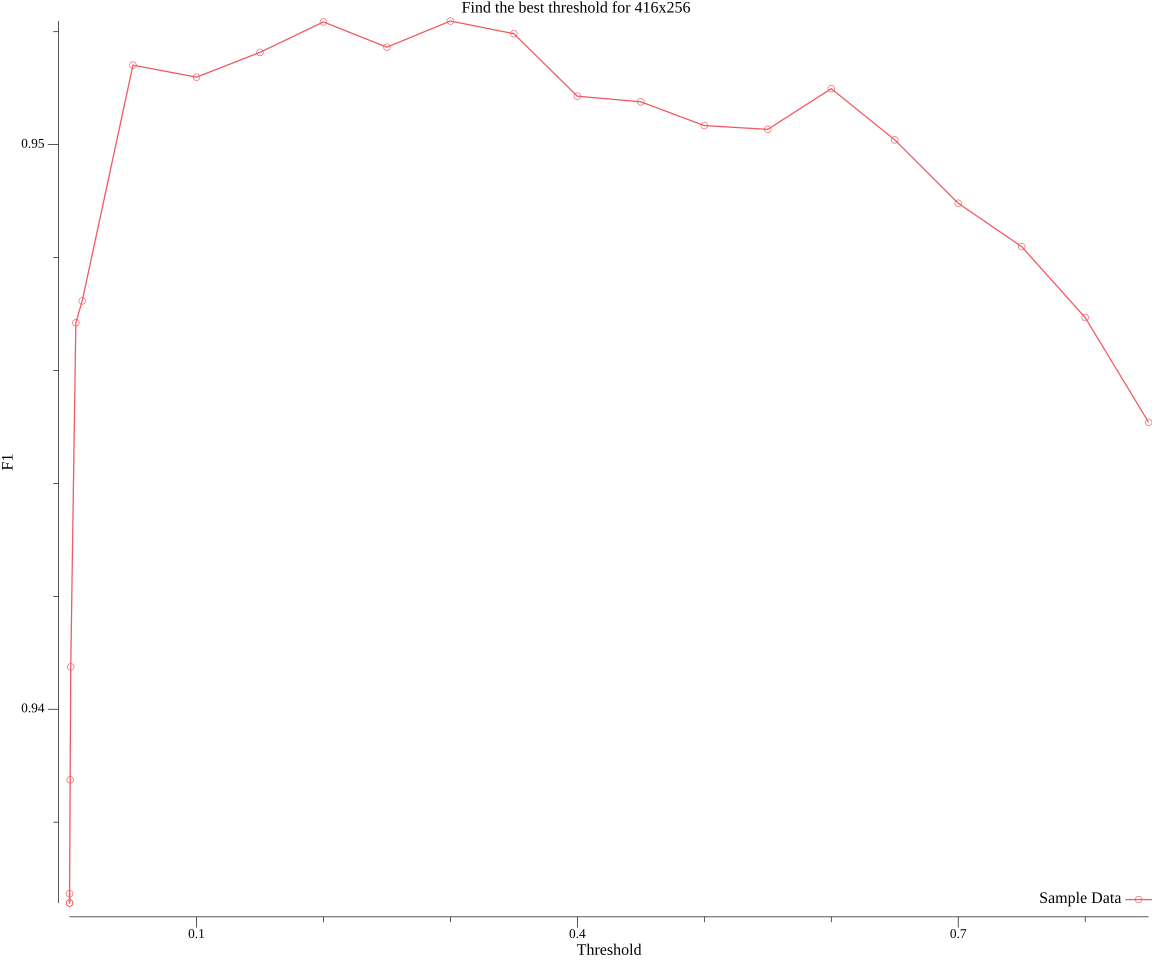 Find the best threshold for 416x256
0.95
F1
0.94
Sample Data
0.1 0.4 0.7
Threshold